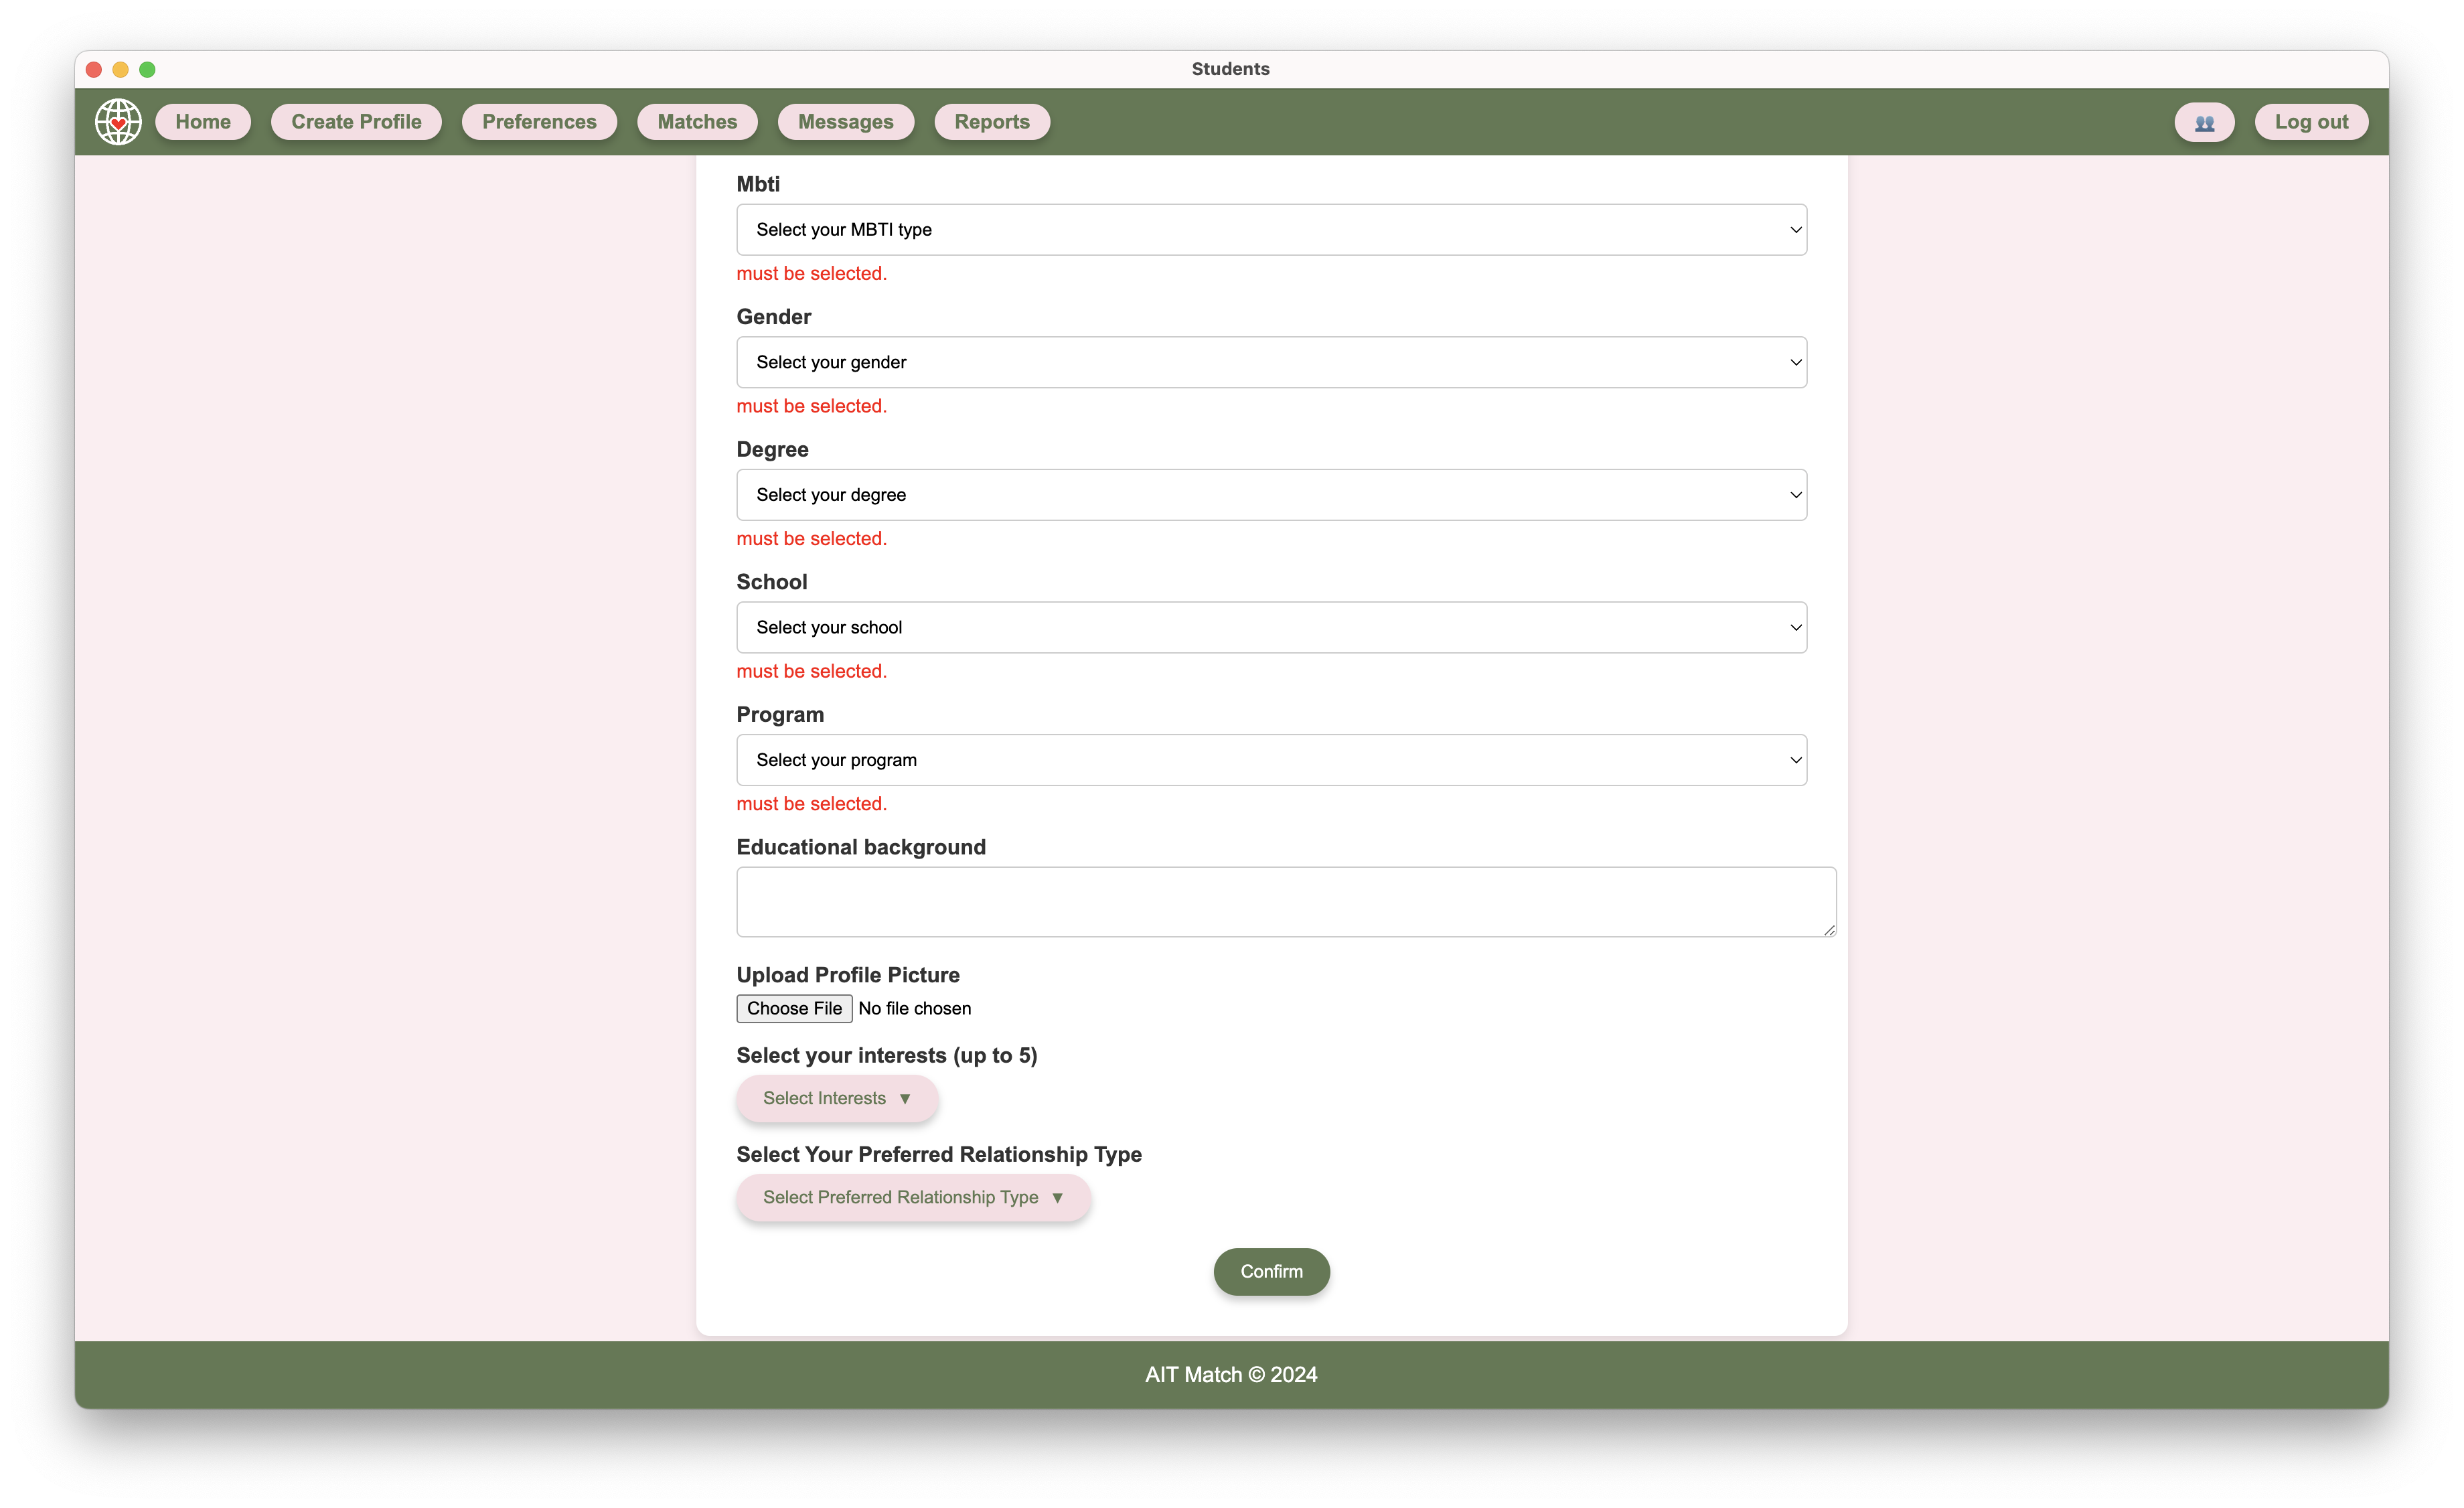 Students
Home Create Profile Preferences Matches Messages Reports Log out
Mbti
Select your MBTI type
must be selected.
Gender
Select your gender
must be selected.
Degree
Select your degree
must be selected.
School
Select your school
must be selected.
Program
Select your program
must be selected.
Educational background
Upload Profile Picture
Choose File No file chosen
Select your interests (up to 5)
Select Interests ▼
Select Your Preferred Relationship Type
Select Preferred Relationship Type ▼
Confirm
AIT Match © 2024